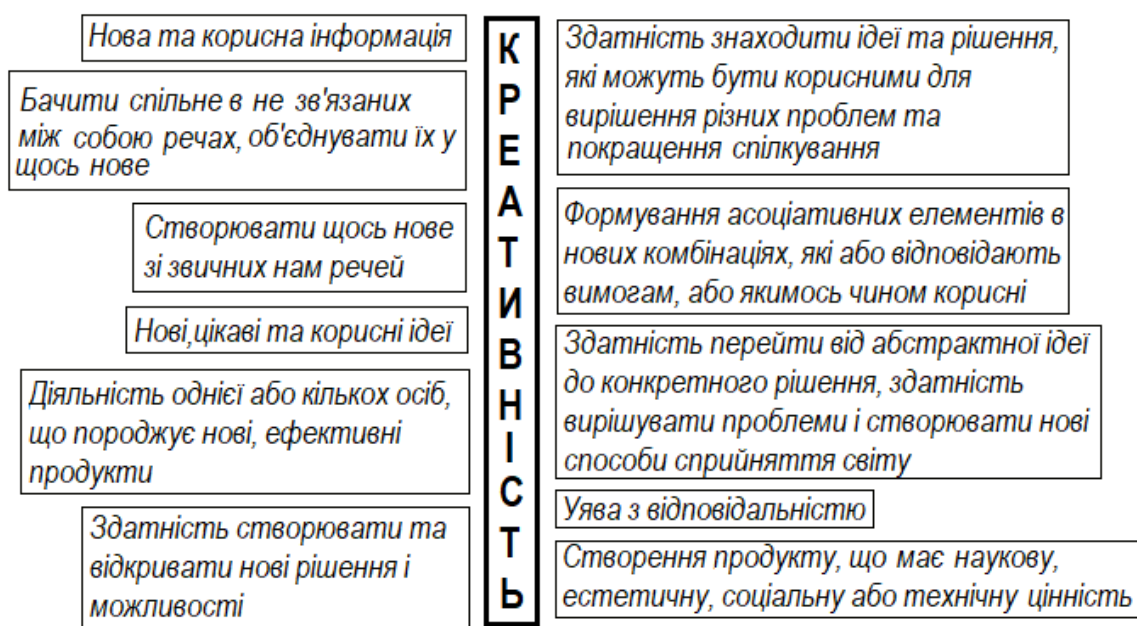 Нова та корисна інформація
Бачити спільне в не зв'язаних
між собою речах, об'єднувати їх у
щось нове
Створювати щось нове
зі звичних нам речей
Нові,цікаві та корисні ідеї
Діяльність однієї або кількох осіб,
що породжує нові, ефективні
продукти
Здатність створювати та
відкривати нові рішення і
можливості
К
Р
Е
А
Т
И
В
Н
І
С
Т
Ь
Здатність знаходити ідеї та рішення,
які можуть бути корисними для
вирішення різних проблем та
покращення спілкування
Формування асоціативних елементів в
нових комбінаціях, які або відповідають
вимогам, або якимось чином корисні
Здатність перейти від абстрактної ідеї
до конкретного рішення, здатність
вирішувати проблеми і створювати нові
способи сприйняття світу
Уява з відповідальністю
Створення продукту, що має наукову,
естетичну, соціальну або технічну цінність